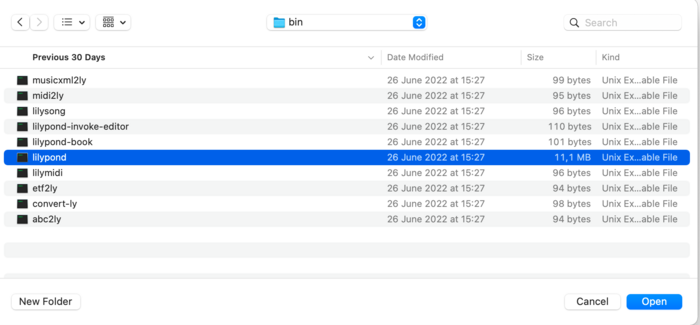 bin
Search
Previous 30 Days Date Modified Size Kind
musicxml2ly 26 June 2022 at 15:27 99 bytes Unix Ex...able File
midi2ly 26 June 2022 at 15:27 95 bytes Unix Ex...able File
lilysong 26 June 2022 at 15:27 96 bytes Unix Ex...able File
lilypond-invoke-editor 26 June 2022 at 15:27 110 bytes Unix Ex...able File
lilypond-book 26 June 2022 at 15:27 101 bytes Unix Ex...able File
lilypond 26 June 2022 at 15:27 11,1 MB Unix Ex...able File
lilymidi 26 June 2022 at 15:27 96 bytes Unix Ex...able File
etf2ly 26 June 2022 at 15:27 94 bytes Unix Ex...able File
convert-ly 26 June 2022 at 15:27 98 bytes Unix Ex...able File
abc2ly 26 June 2022 at 15:27 94 bytes Unix Ex...able File
New Folder Cancel Open